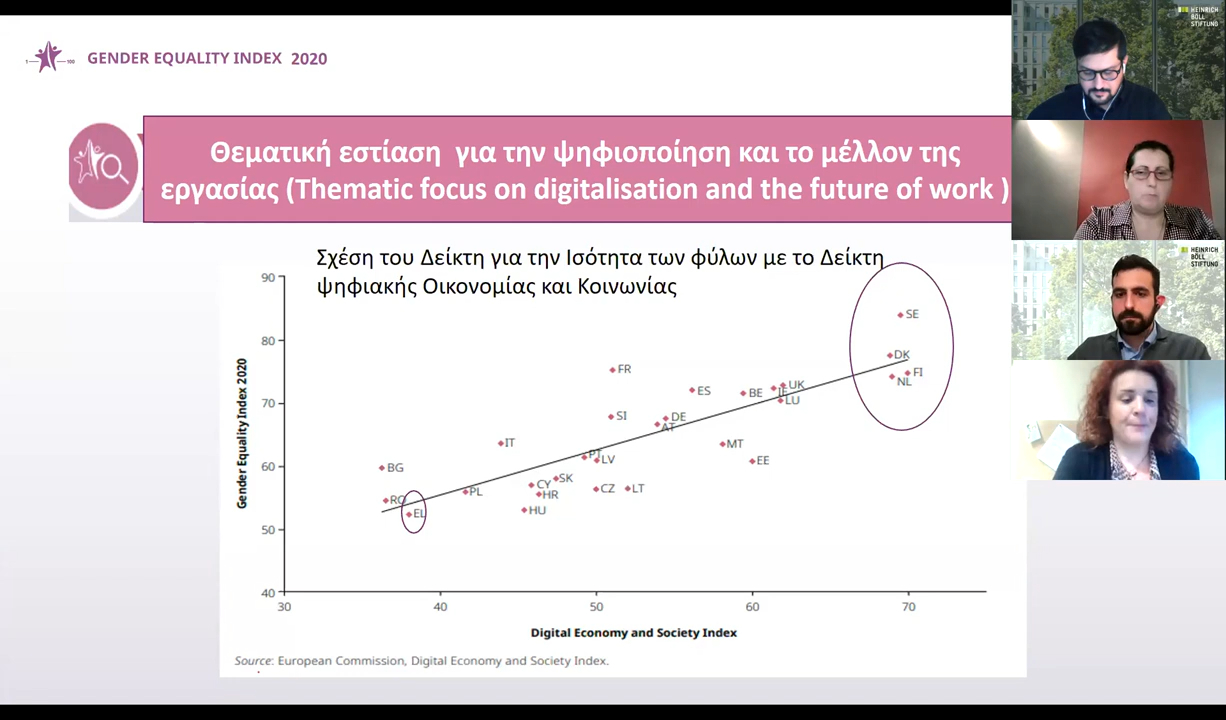 GENDER EQUALITY INDEX 2020
1
100
Θεματική εστίαση για την ψηφιοποίηση και το μέλλον της
εργασίας (Thematic focus on digitalisation and the future of work )
Σχέση του Δείκτη για την Ισότητα των φύλων με το Δείκτη
ψηφιακής Οικονομίας και Κοινωνίας
Gender Equality Index 2020
90
80
70
60
50
40
SE
DK
FI
NL
FR
ES
BE
IE
UK
LU
SI
DE
AT
IT
MT
PT
LV
EE
BG
SK
CY
HR
PL
CZ
LT
RO
EL
HU
30
40
50
60
70
Digital Economy and Society Index
Source: European Commission, Digital Economy and Society Index.
HEINRICH
BÖLL
STIFTUNG
HEINRICH
BÖLL
STIFTUNG